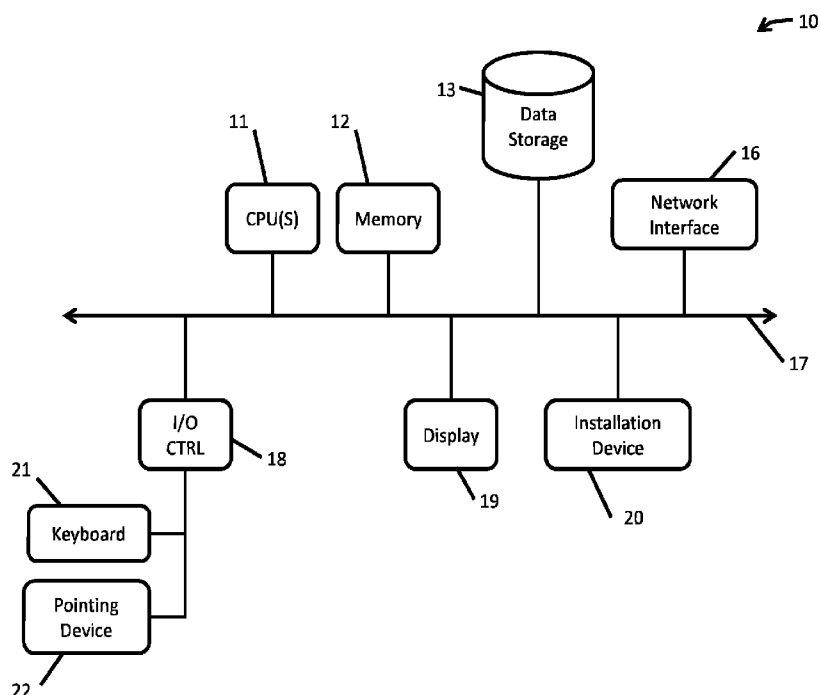 10
13
Data
Storage
11
12
16
CPU(S)
Memory
Network
Interface
17
I/O
CTRL
18
Display
19
Installation
Device
20
21
Keyboard
Pointing
Device
22